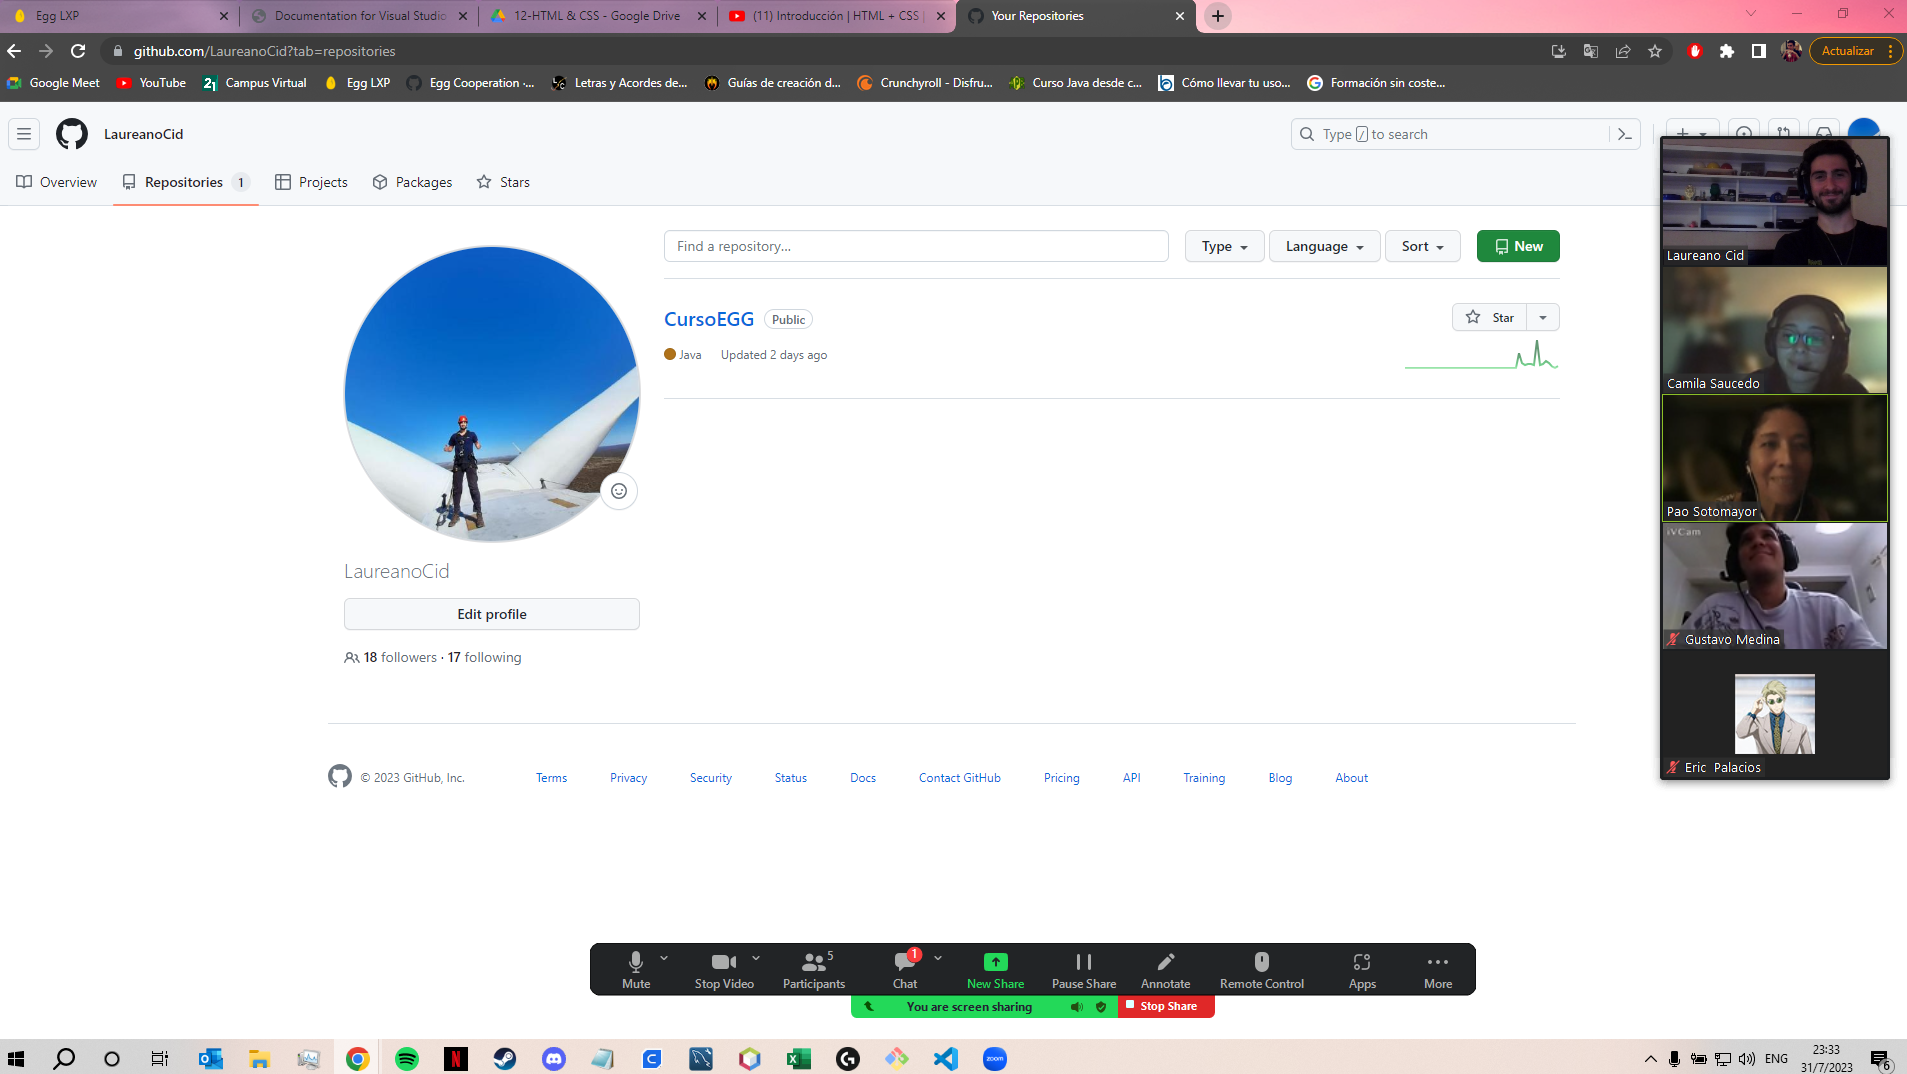 Egg LXP
Documentation for Visual Studio
12-HTML & CSS - Google Drive
(11) Introducción | HTML + CSS |
Your Repositories
github.com/LaureanoCid?tab=repositories
Actualizar
Google Meet
YouTube
Campus Virtual
Egg LXP
Egg Cooperation -...
Letras y Acordes de...
Guías de creación d...
Crunchyroll - Disfru...
Curso Java desde c...
Cómo llevar tu uso...
Formación sin coste...
LaureanoCid
Type / to search
Overview
Repositories 1
Projects
Packages
Stars
Find a repository...
Type
Language
Sort
New
CursoEGG
Public
Star
Java
Updated 2 days ago
LaureanoCid
Edit profile
18 followers · 17 following
© 2023 GitHub, Inc.
Terms
Privacy
Security
Status
Docs
Contact GitHub
Pricing
API
Training
Blog
About
Laureano Cid
Camila Saucedo
Pao Sotomayor
iVCam
Gustavo Medina
Eric Palacios
Mute
Stop Video
5
Participants
1
Chat
New Share
Pause Share
Annotate
Remote Control
Apps
More
You are screen sharing
Stop Share
zoom
ENG
23:33
31/7/2023
6